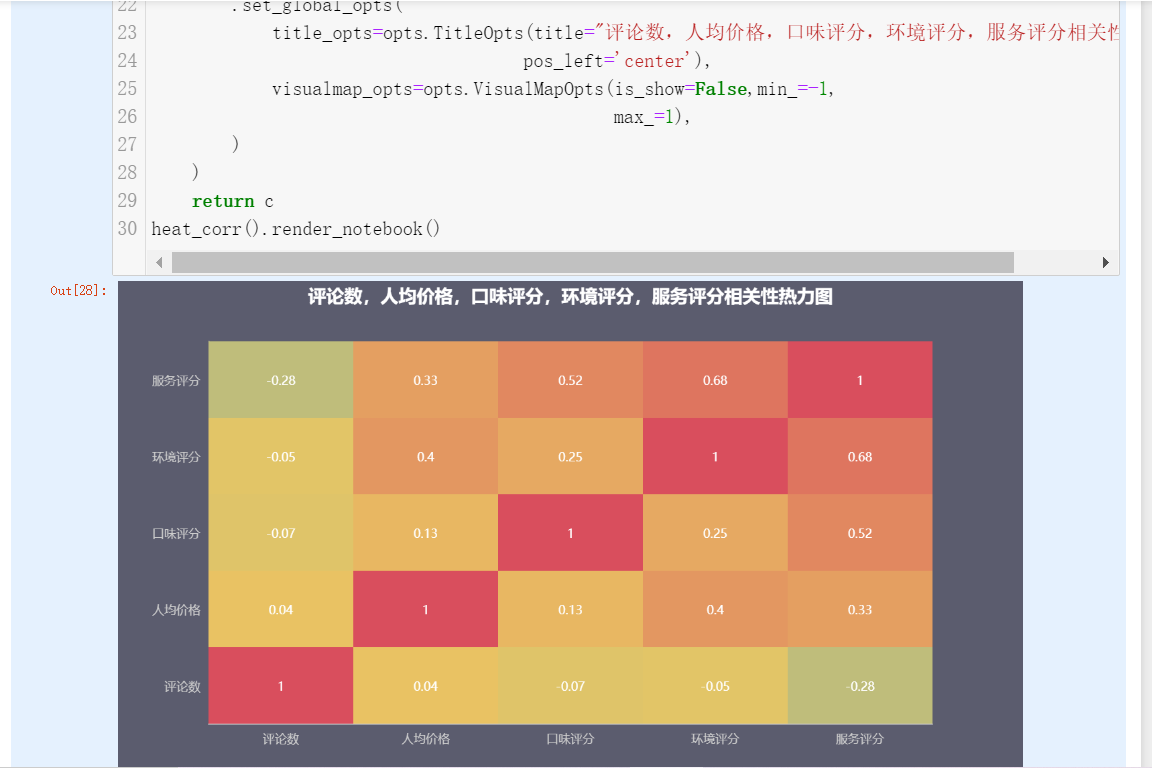 22 .set_global_opts(
23 title_opts=opts.TitleOpts(title="评论数，人均价格，口味评分，环境评分，服务评分相关性
24 pos_left='center'),
25 visualmap_opts=opts.VisualMapOpts(is_show=False,min_=-1,
26 max_=1),
27 )
28 )
29 return c
30 heat_corr().render_notebook()
Out[28]:
评论数，人均价格，口味评分，环境评分，服务评分相关性热力图
服务评分 -0.28 0.33 0.52 0.68 1
环境评分 -0.05 0.4 0.25 1 0.68
口味评分 -0.07 0.13 1 0.25 0.52
人均价格 0.04 1 0.13 0.4 0.33
评论数 1 0.04 -0.07 -0.05 -0.28
评论数 人均价格 口味评分 环境评分 服务评分